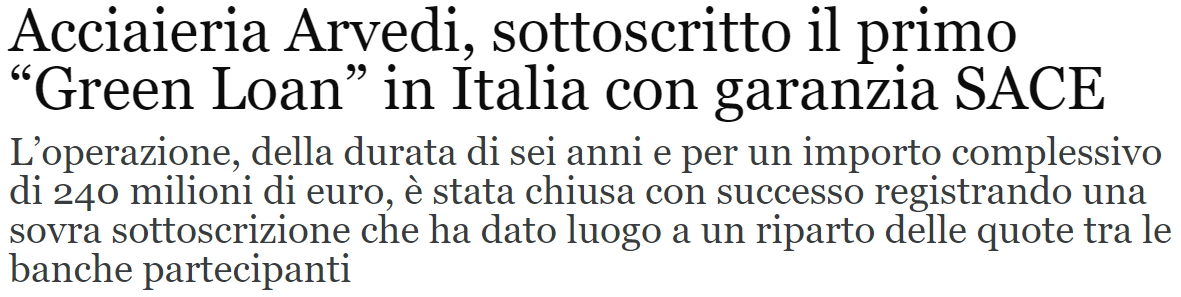 Acciaieria Arvedi, sottoscritto il primo
“Green Loan” in Italia con garanzia SACE
L’operazione, della durata di sei anni e per un importo complessivo
di 240 milioni di euro, è stata chiusa con successo registrando una
sovra sottoscrizione che ha dato luogo a un riparto delle quote tra le
banche partecipanti